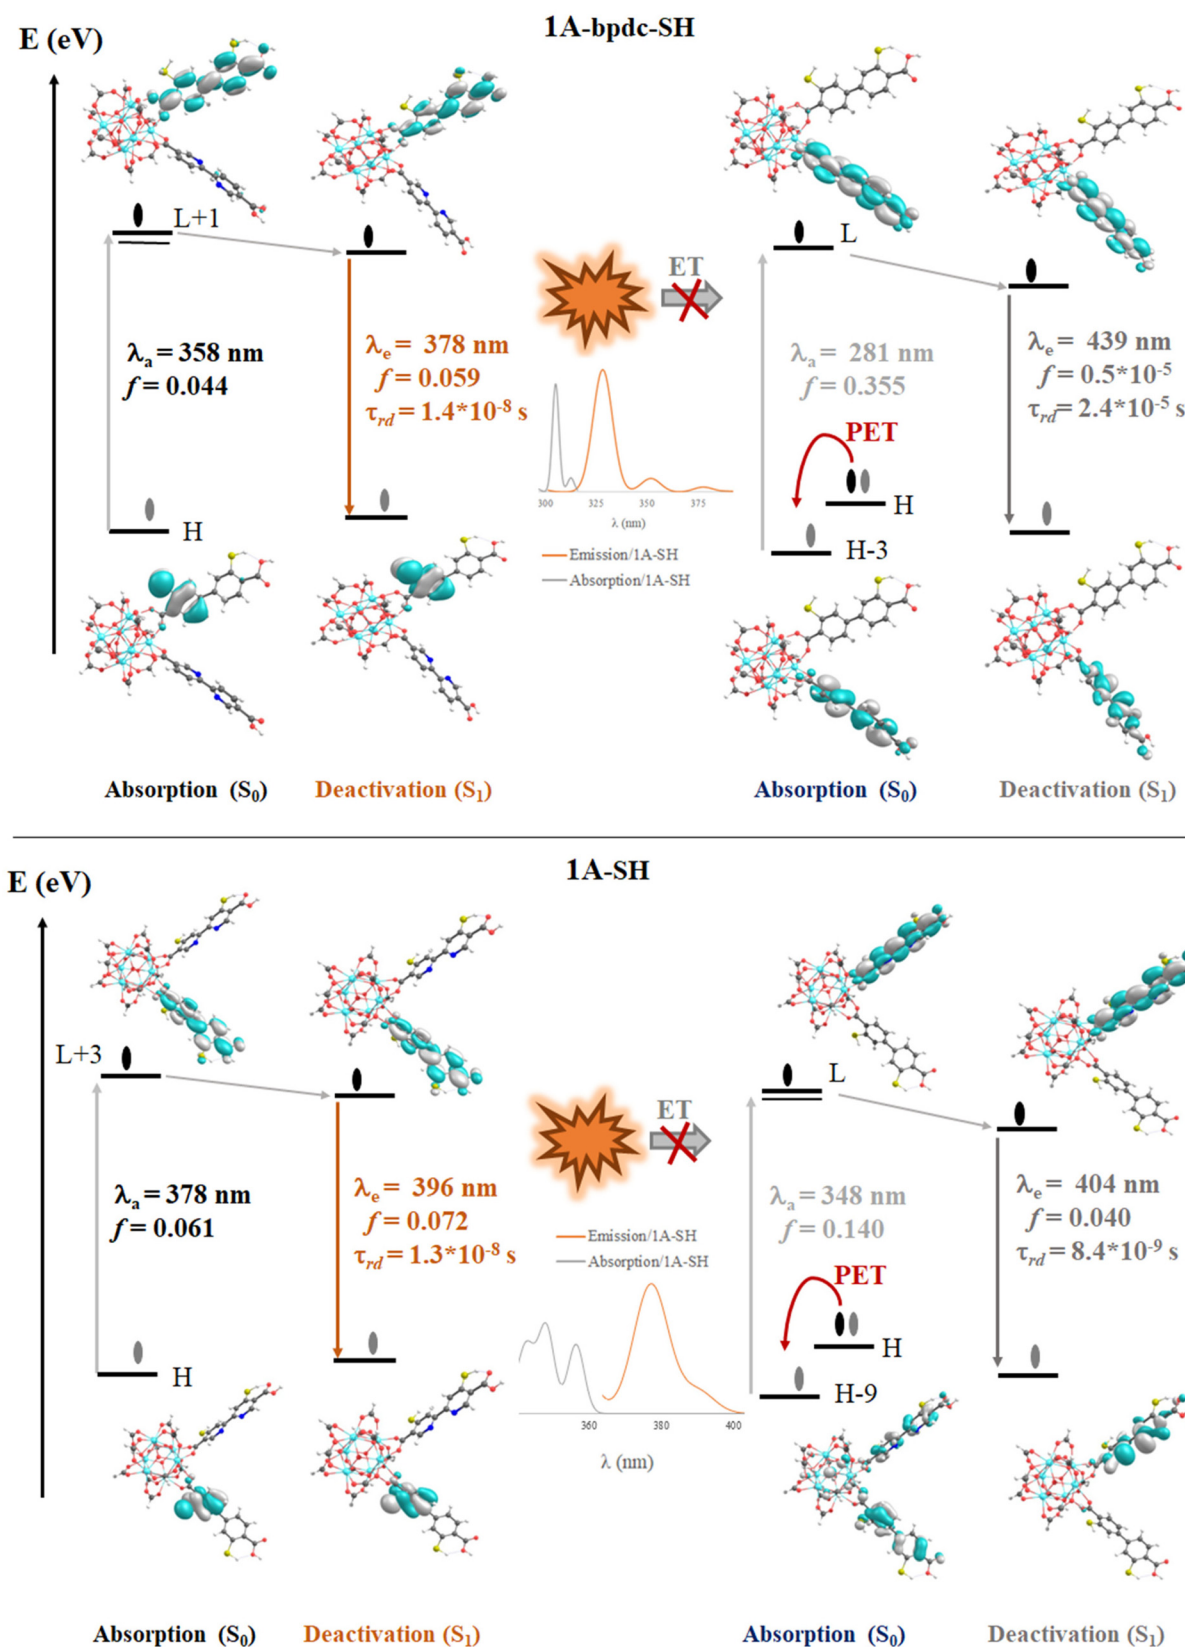 1A-bpdc-SH
E (eV)
L+1
λa = 358 nm
f = 0.044
H
λe = 378 nm
f = 0.059
τrd = 1.4*10-8 s
ET
300 325 350 375
λ (nm)
Emission/1A-SH
Absorption/1A-SH
L
λa = 281 nm
f = 0.355
PET
H
H-3
λe = 439 nm
f = 0.5*10-5
τrd = 2.4*10-5 s
Absorption (S0) Deactivation (S1) Absorption (S0) Deactivation (S1)
1A-SH
E (eV)
L+3
λa = 378 nm
f = 0.061
H
λe = 396 nm
f = 0.072
τrd = 1.3*10-8 s
ET
Emission/1A-SH
Absorption/1A-SH
360 380 400
λ (nm)
L
λa = 348 nm
f = 0.140
PET
H
H-9
λe = 404 nm
f = 0.040
τrd = 8.4*10-9 s
Absorption (S0) Deactivation (S1) Absorption (S0) Deactivation (S1)